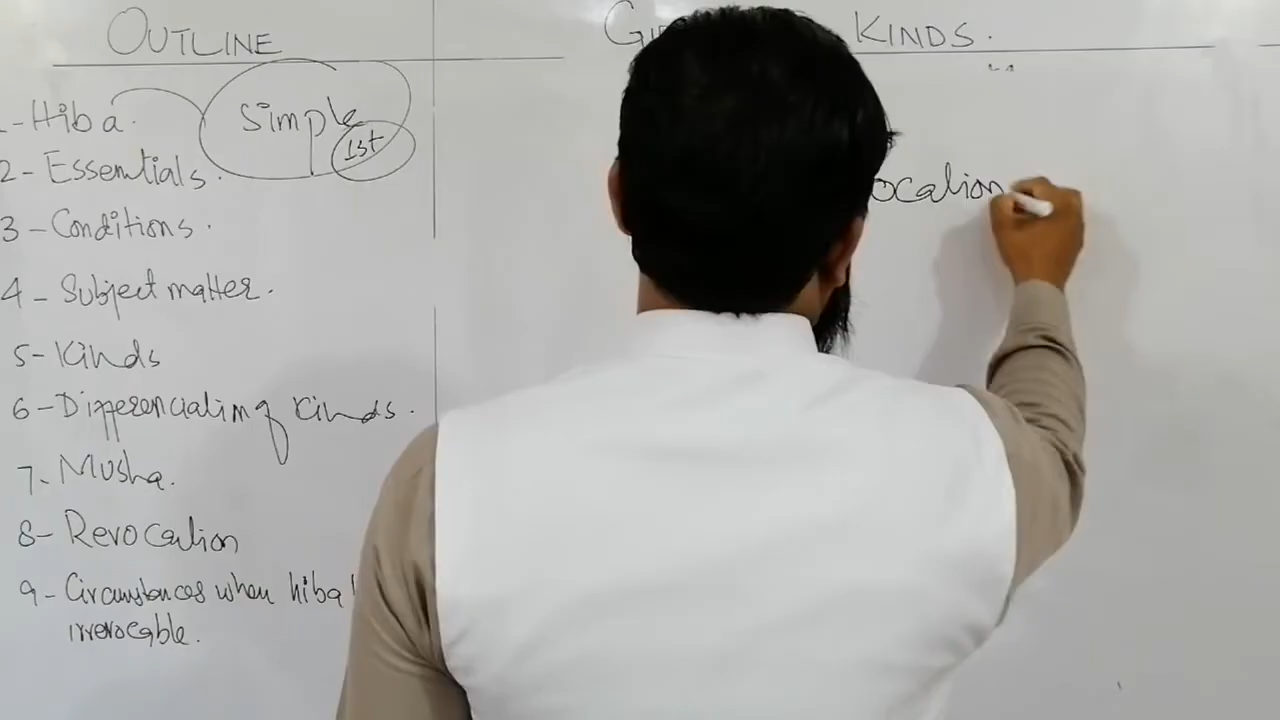 OUTLINE
1-Hiba.
Simple
1st
2-Essentials.
3-Conditions.
4-Subject matter.
5-Kinds
6-Differenciating Kinds.
7-Musha.
8-Revocation
9-Circumstances when hiba
irrevocable.
KINDS.
ocation